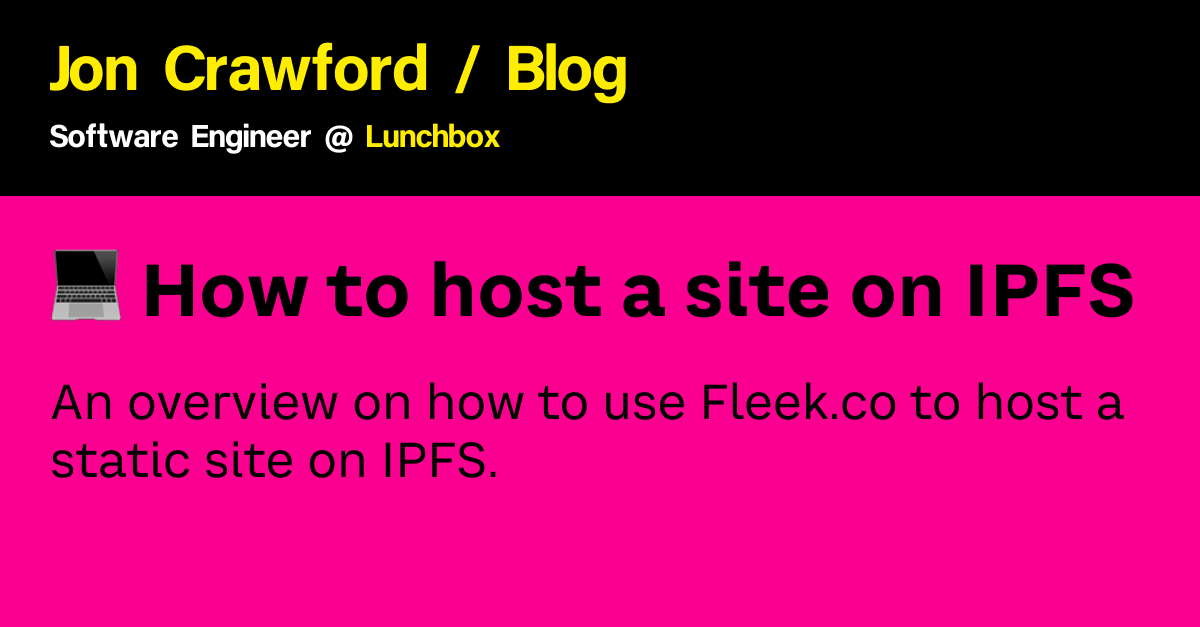 Jon Crawford / Blog
Software Engineer @ Lunchbox
How to host a site on IPFS
An overview on how to use Fleek.co to host a
static site on IPFS.